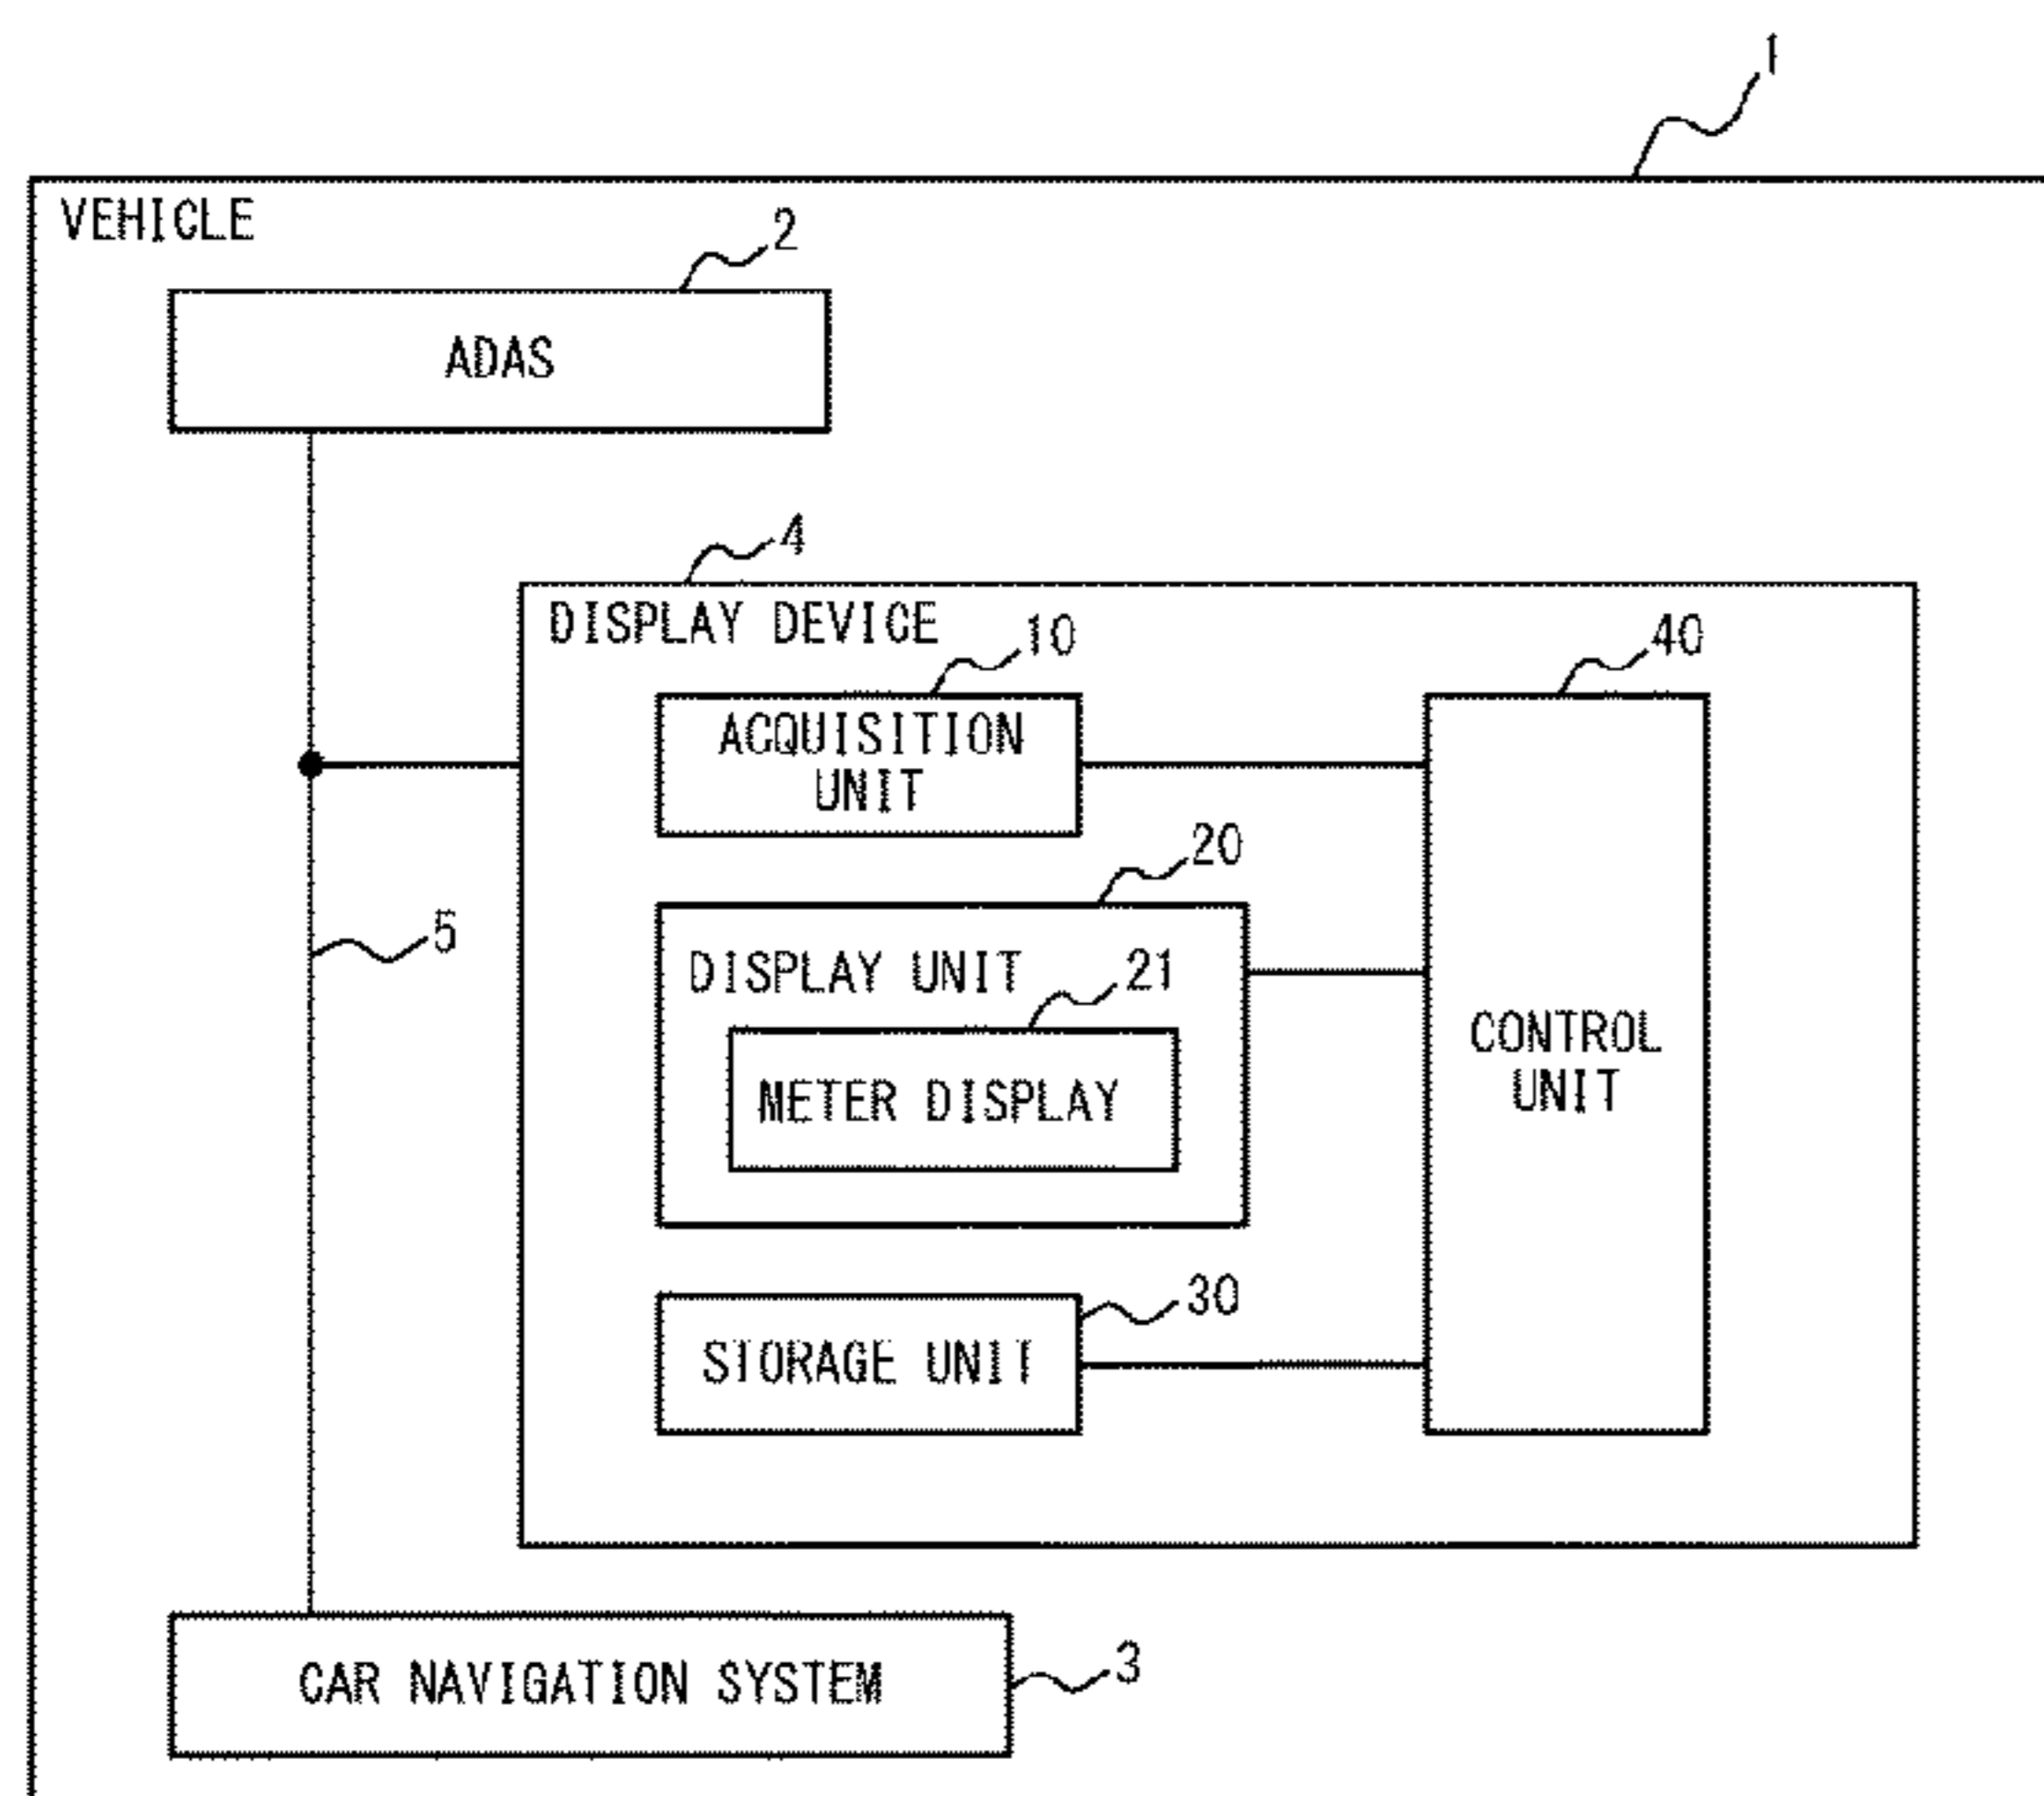 1
VEHICLE
2
ADAS
4
DISPLAY DEVICE
10
40
ACQUISITION
UNIT
20
5
DISPLAY UNIT
21
METER DISPLAY
CONTROL
UNIT
30
STORAGE UNIT
3
CAR NAVIGATION SYSTEM